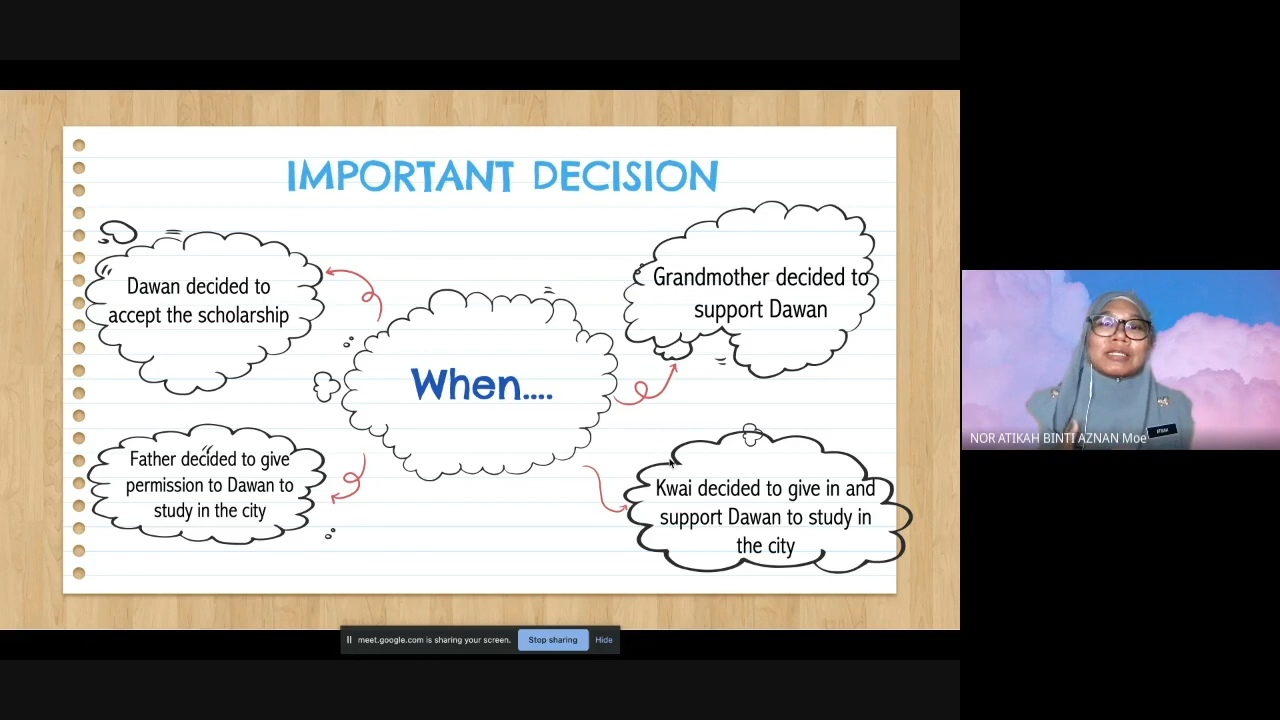 IMPORTANT DECISION
Dawan decided to
accept the scholarship
Grandmother decided to
support Dawan
When....
Father decided to give
permission to Dawan to
study in the city
Kwai decided to give in and
support Dawan to study in
the city
NOR ATIKAH BINTI AZNAN Moe
ATIKAH
meet.google.com is sharing your screen.
Stop sharing
Hide